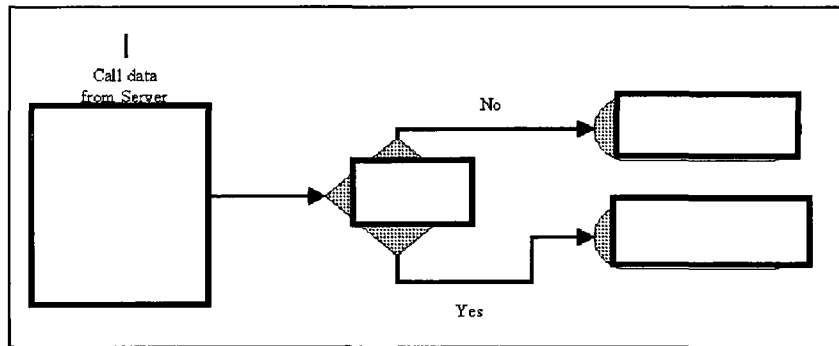 Call data
from Server
No
Yes